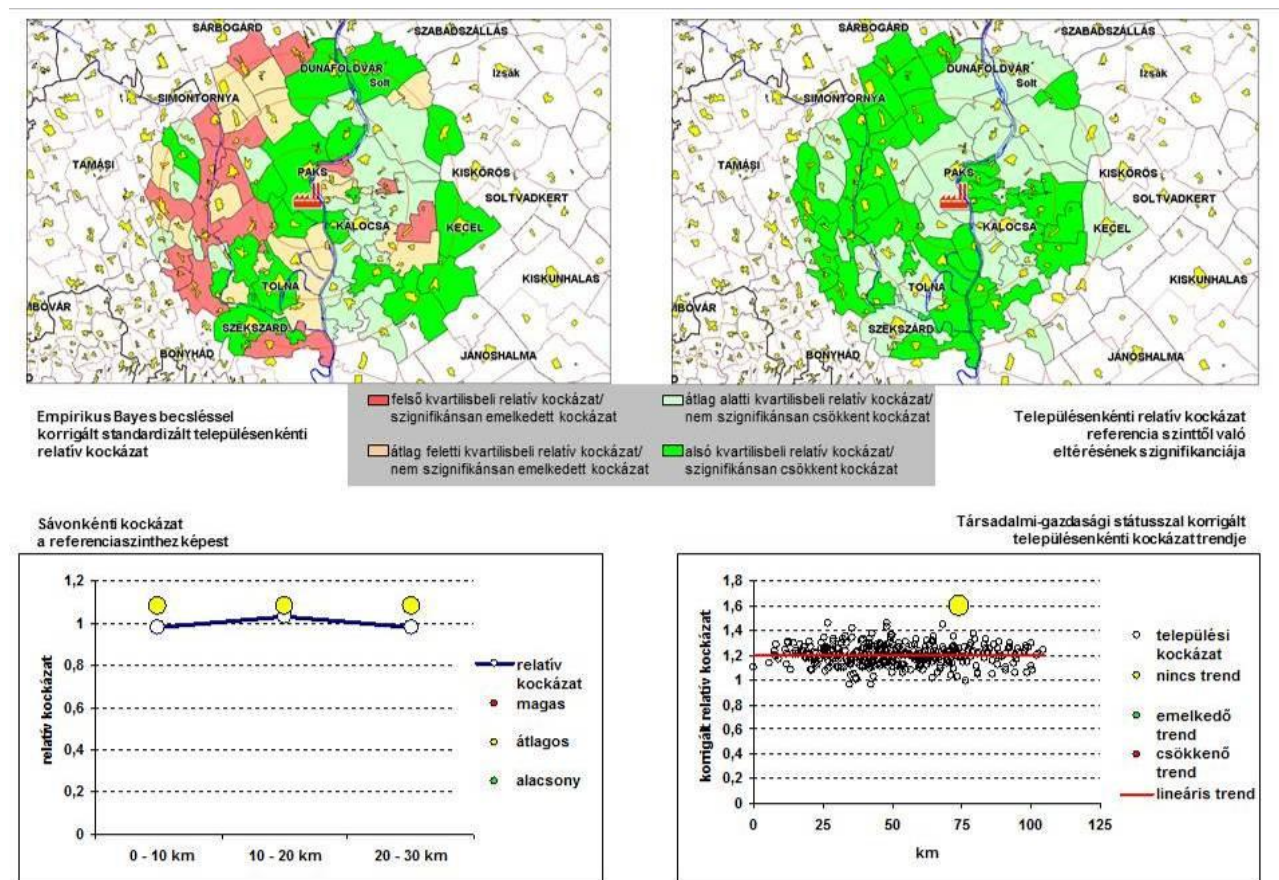 SÁRBOGÁRD
SZABADSZÁLLÁS
DUNAFÖLDVÁR
Izsák
Solt
SIMONTORNYA
TAMÁSI
PAKS
KISKŐRÖS
SOLTVADKERT
KALOCSA
KECEL
KISKUNHALAS
TOLNA
MBÓVÁR
SZEKSZÁRD
BONYHÁD
JÁNOSHALMA
SÁRBOGÁRD
SZABADSZÁLLÁS
DUNAFÖLDVÁR
Izsák
Solt
SIMONTORNYA
TAMÁSI
PAKS
KISKŐRÖS
SOLTVADKERT
KALOCSA
KECEL
KISKUNHALAS
TOLNA
MBÓVÁR
SZEKSZÁRD
BONYHÁD
JÁNOSHALMA
Empirikus Bayes becsléssel
korrigált standardizált településenkénti
relatív kockázat
felső kvartilisbeli relatív kockázat/
szignifikánsan emelkedett kockázat
átlag feletti kvartilisbeli relatív kockázat/
nem szignifikánsan emelkedett kockázat
átlag alatti kvartilisbeli relatív kockázat/
nem szignifikánsan csökkent kockázat
alsó kvartilisbeli relatív kockázat/
szignifikánsan csökkent kockázat
Településenkénti relatív kockázat
referencia szinttől való
eltérésének szignifikanciája
Sávonkénti kockázat
a referenciaszinthez képest
relatív kockázat
1,2
1
0,8
0,6
0,4
0,2
0
0 - 10 km
10 - 20 km
20 - 30 km
relatív
kockázat
magas
átlagos
alacsony
Társadalmi-gazdasági státusszal korrigált
településenkénti kockázat trendje
korrigált relatív kockázat
1,8
1,6
1,4
1,2
1
0,8
0,6
0,4
0,2
0
0
25
50
75
100
125
km
települési
kockázat
nincs trend
emelkedő
trend
csökkenő
trend
lineáris trend